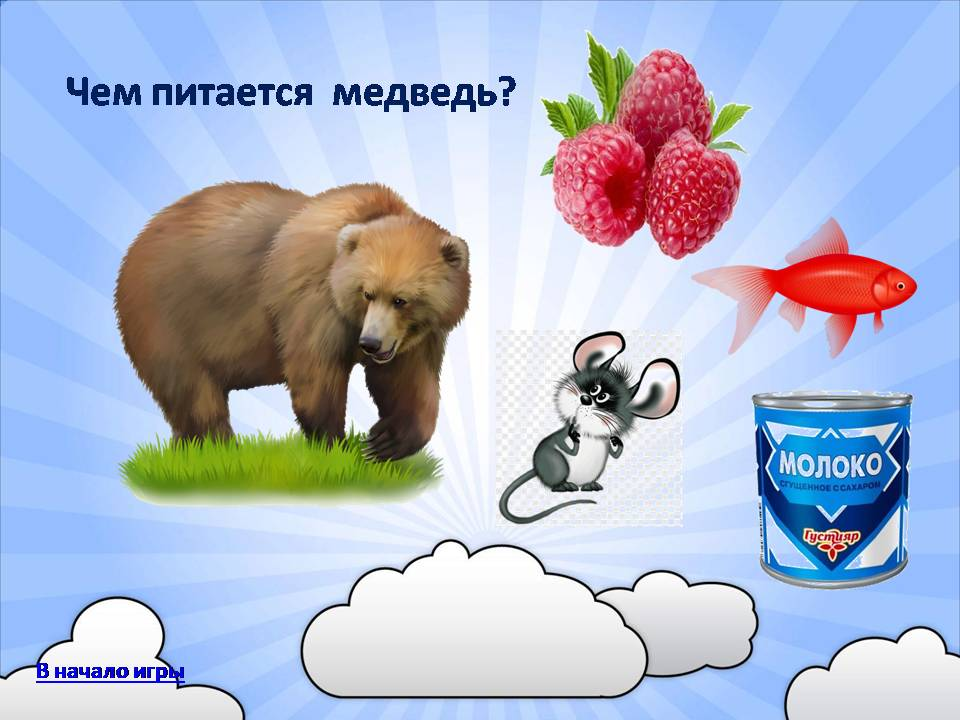 Чем питается медведь?
МОЛОКО
СГУЩЕННОЕ С САХАРОМ
Густияр
В начало игры